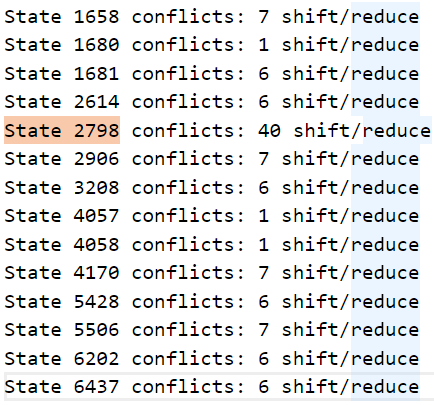 State 1658 conflicts: 7 shift/reduce
State 1680 conflicts: 1 shift/reduce
State 1681 conflicts: 6 shift/reduce
State 2614 conflicts: 6 shift/reduce
State 2798 conflicts: 40 shift/reduce
State 2906 conflicts: 7 shift/reduce
State 3208 conflicts: 6 shift/reduce
State 4057 conflicts: 1 shift/reduce
State 4058 conflicts: 1 shift/reduce
State 4170 conflicts: 7 shift/reduce
State 5428 conflicts: 6 shift/reduce
State 5506 conflicts: 7 shift/reduce
State 6202 conflicts: 6 shift/reduce
State 6437 conflicts: 6 shift/reduce